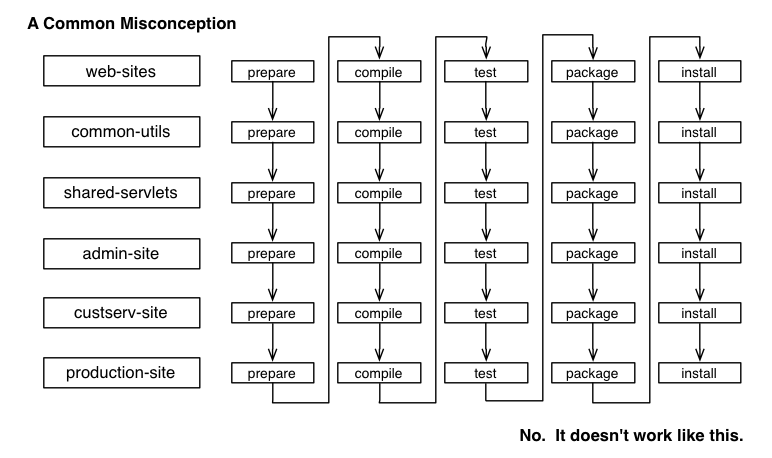 A Common Misconception
web-sites prepare compile test package install
common-utils prepare compile test package install
shared-servlets prepare compile test package install
admin-site prepare compile test package install
custserv-site prepare compile test package install
production-site prepare compile test package install
No. It doesn't work like this.